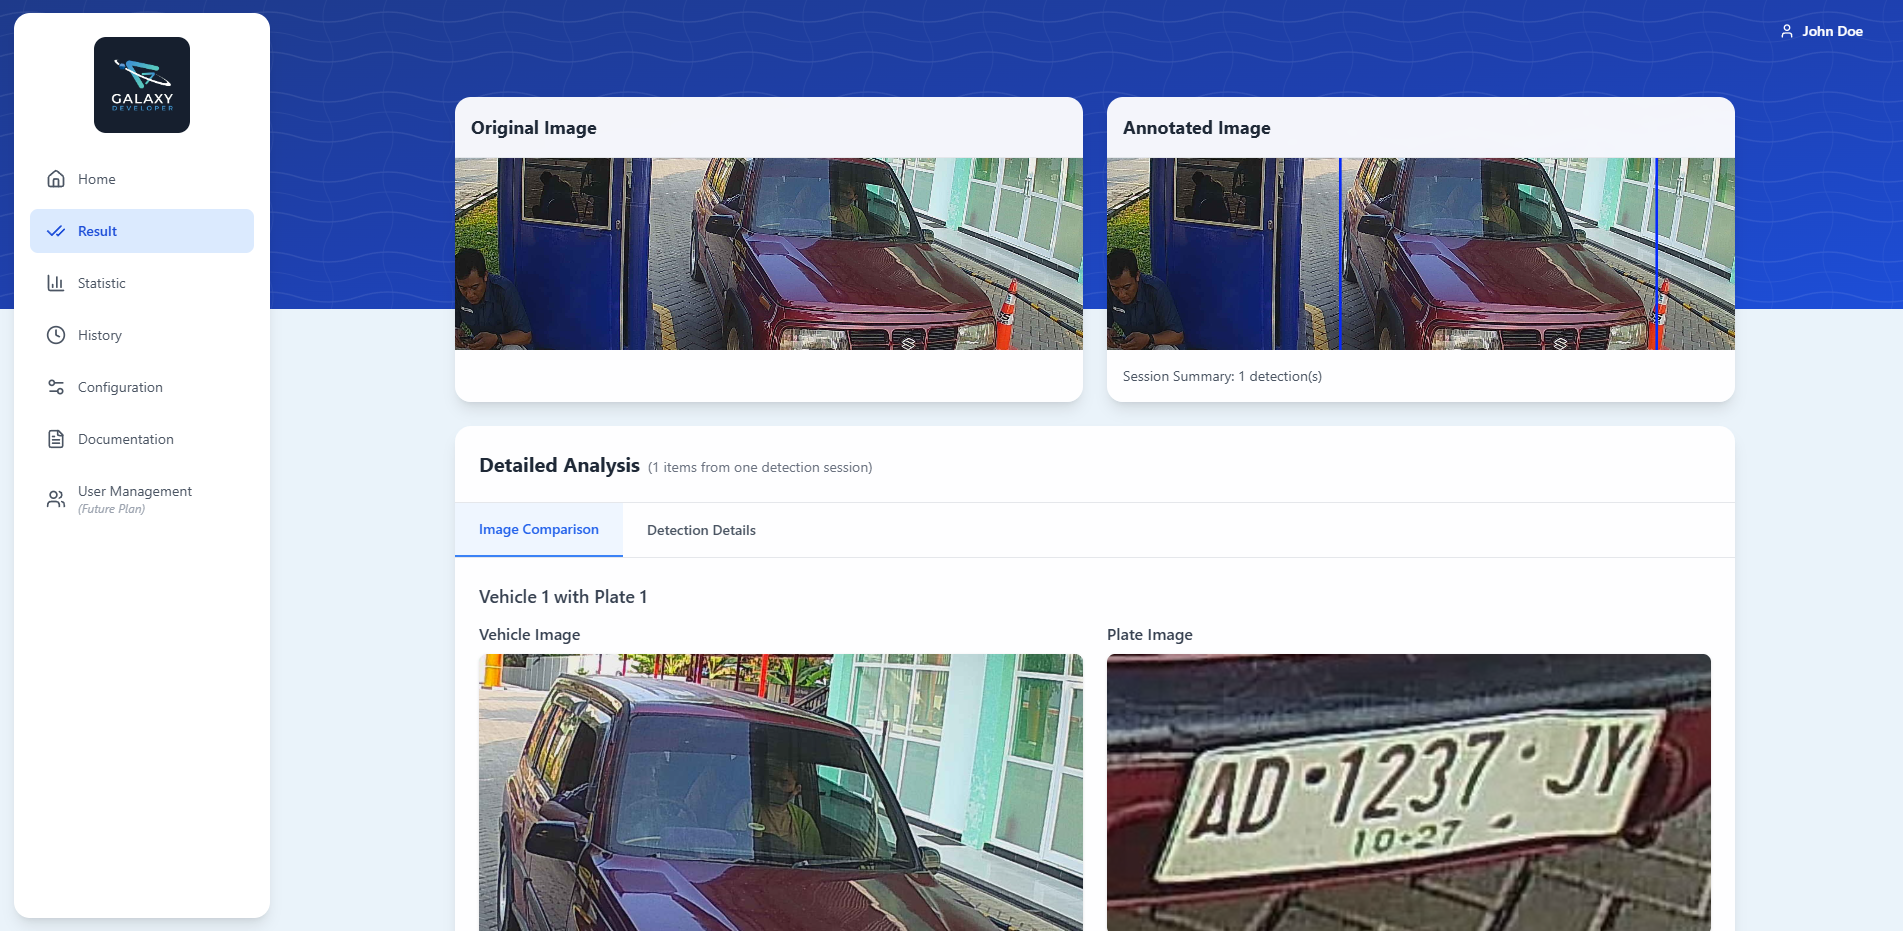 GALAXY
DEVELOPER
Home
Result
Statistic
History
Configuration
Documentation
User Management
(Future Plan)
John Doe
Original Image
Annotated Image
Session Summary: 1 detection(s)
Detailed Analysis (1 items from one detection session)
Image Comparison
Detection Details
Vehicle 1 with Plate 1
Vehicle Image
Plate Image
AD·1237·JY
10·27